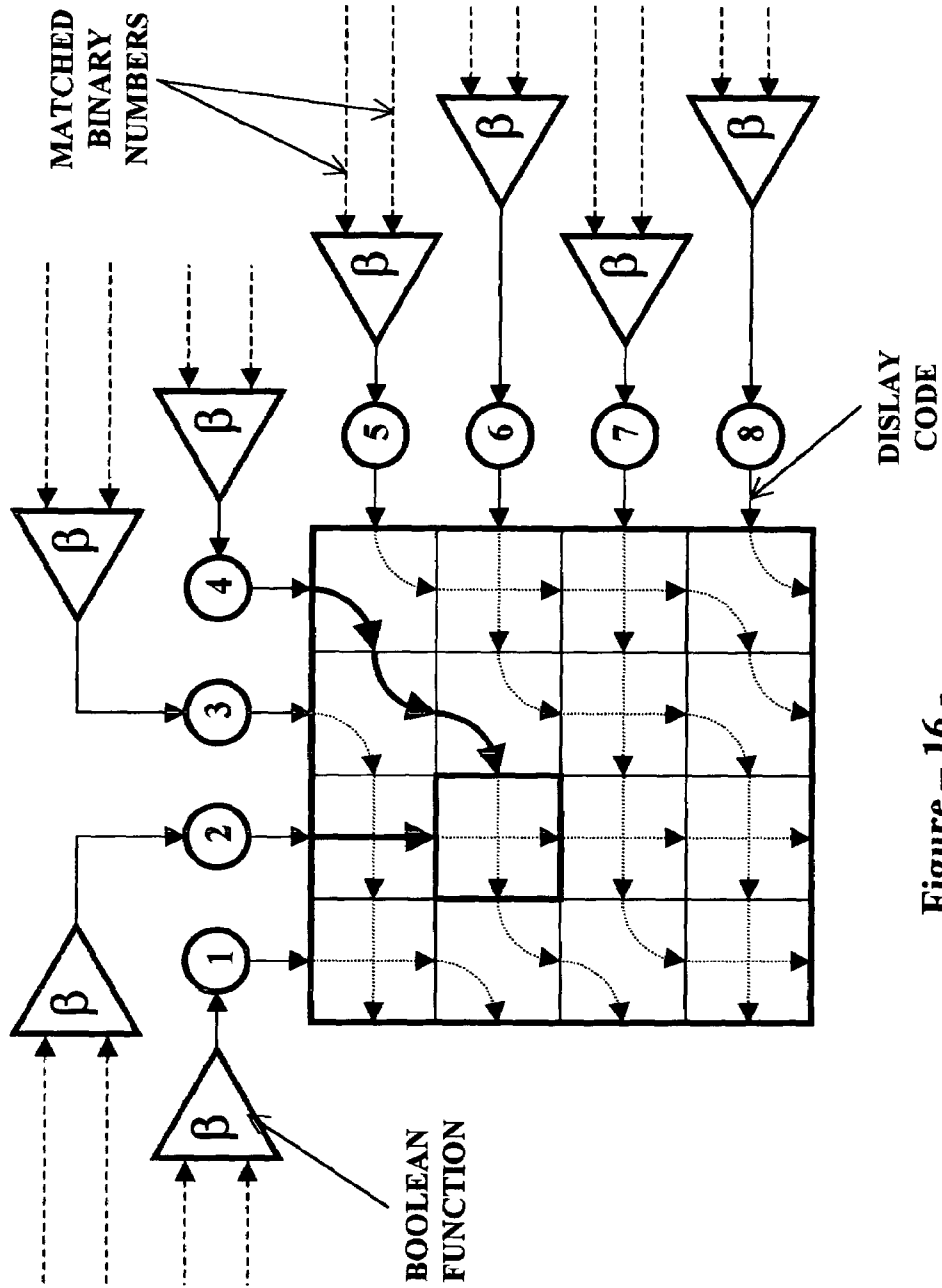 MATCHED
BINARY
NUMBERS
β
β
β
β
1
2
3
4
β
β
β
β
5
6
7
8
BOOLEAN
FUNCTION
DISLAY
CODE
Figure – 16 -